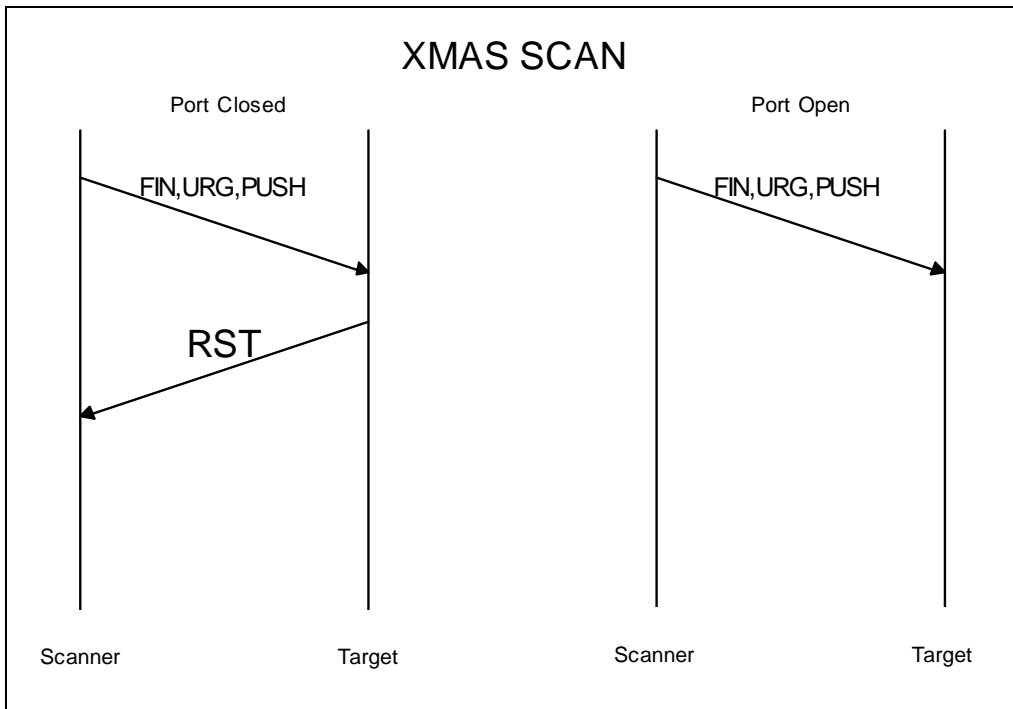 XMAS SCAN
Port Closed
Port Open
FIN,URG,PUSH
FIN,URG,PUSH
RST
Scanner
Target
Scanner
Target